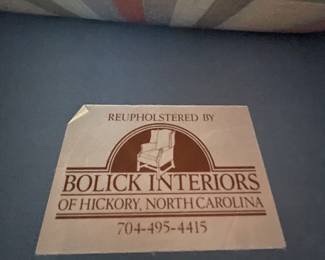 REUPHOLSTERED BY
BOLICK INTERIORS
OF HICKORY, NORTH CAROLINA
704-495-4415